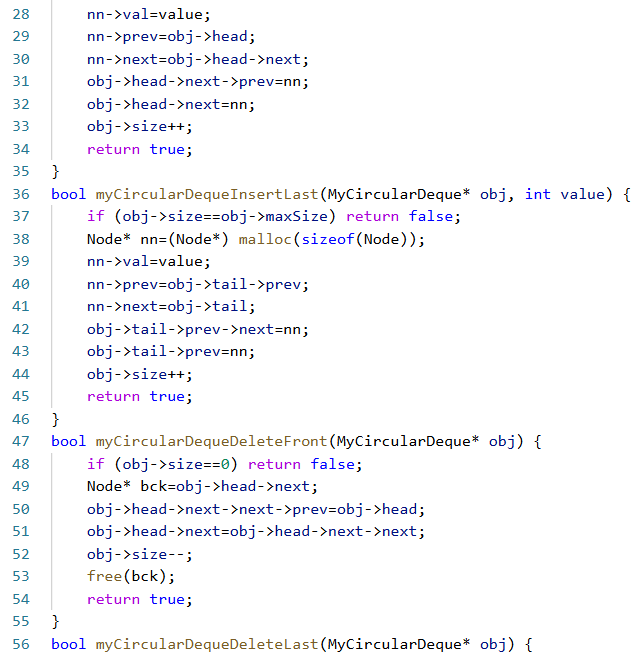 28 nn->val=value;
29 nn->prev=obj->head;
30 nn->next=obj->head->next;
31 obj->head->next->prev=nn;
32 obj->head->next=nn;
33 obj->size++;
34 return true;
35 }
36 bool myCircularDequeInsertLast(MyCircularDeque* obj, int value) {
37 if (obj->size==obj->maxSize) return false;
38 Node* nn=(Node*) malloc(sizeof(Node));
39 nn->val=value;
40 nn->prev=obj->tail->prev;
41 nn->next=obj->tail;
42 obj->tail->prev->next=nn;
43 obj->tail->prev=nn;
44 obj->size++;
45 return true;
46 }
47 bool myCircularDequeDeleteFront(MyCircularDeque* obj) {
48 if (obj->size==0) return false;
49 Node* bck=obj->head->next;
50 obj->head->next->next->prev=obj->head;
51 obj->head->next=obj->head->next->next;
52 obj->size--;
53 free(bck);
54 return true;
55 }
56 bool myCircularDequeDeleteLast(MyCircularDeque* obj) {